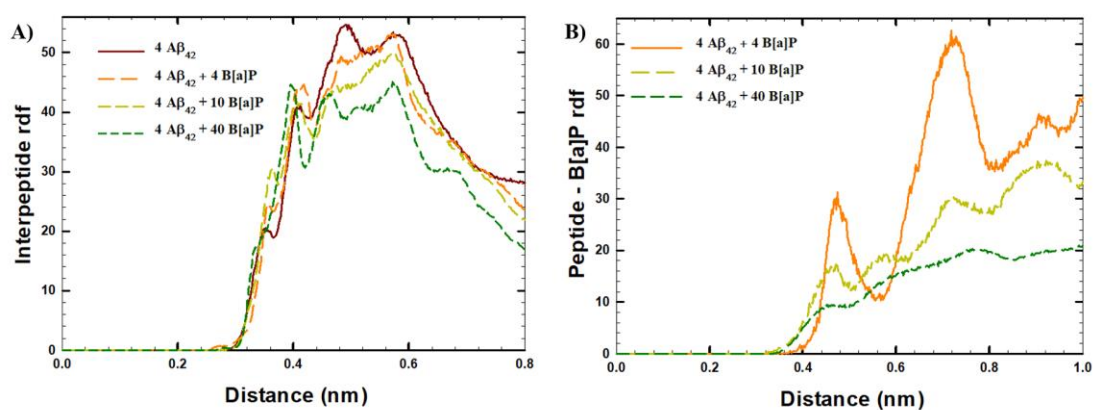 A)
Interpeptide rdf
50
40
30
20
10
0
4 Aβ₄₂
4 Aβ₄₂ + 4 B[a]P
4 Aβ₄₂ + 10 B[a]P
4 Aβ₄₂ + 40 B[a]P
0.0 0.2 0.4 0.6 0.8
Distance (nm)
B)
Peptide - B[a]P rdf
60
50
40
30
20
10
0
4 Aβ₄₂ + 4 B[a]P
4 Aβ₄₂ + 10 B[a]P
4 Aβ₄₂ + 40 B[a]P
0.0 0.2 0.4 0.6 0.8 1.0
Distance (nm)